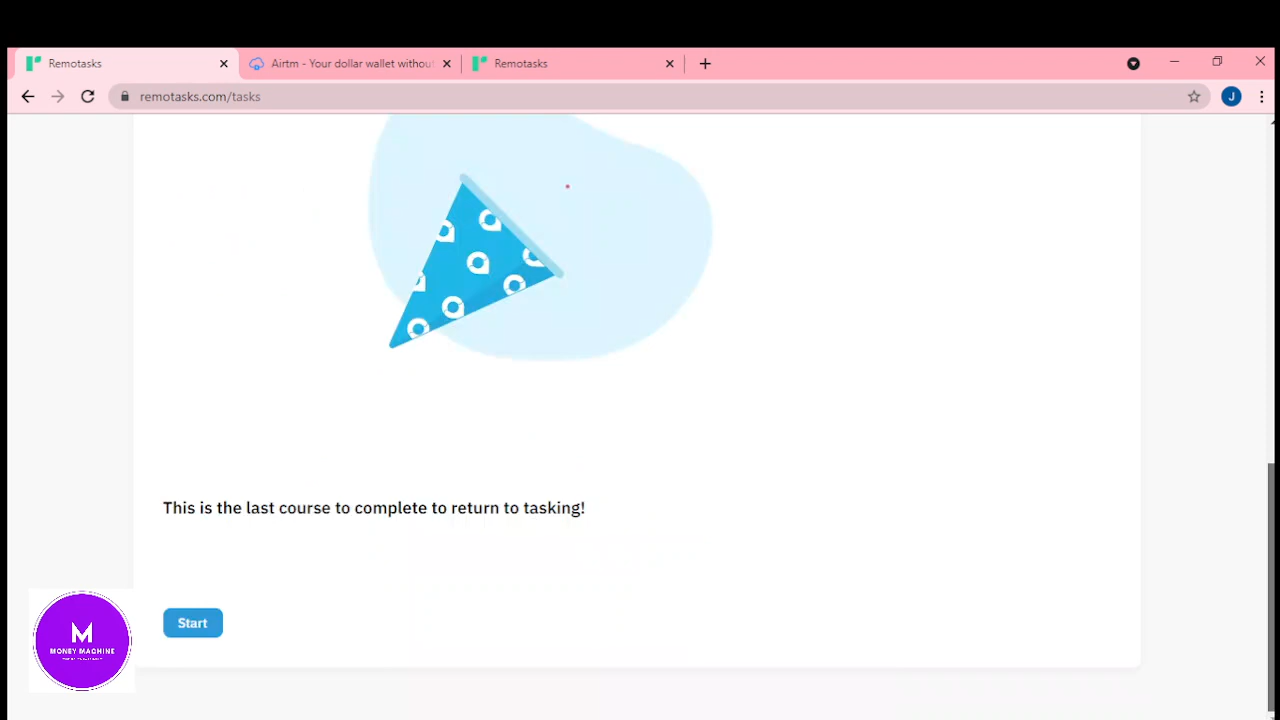 Remotasks
Airtm - Your dollar wallet withou
Remotasks
remotasks.com/tasks
J
This is the last course to complete to return to tasking!
Start
M
MONEY MACHINE